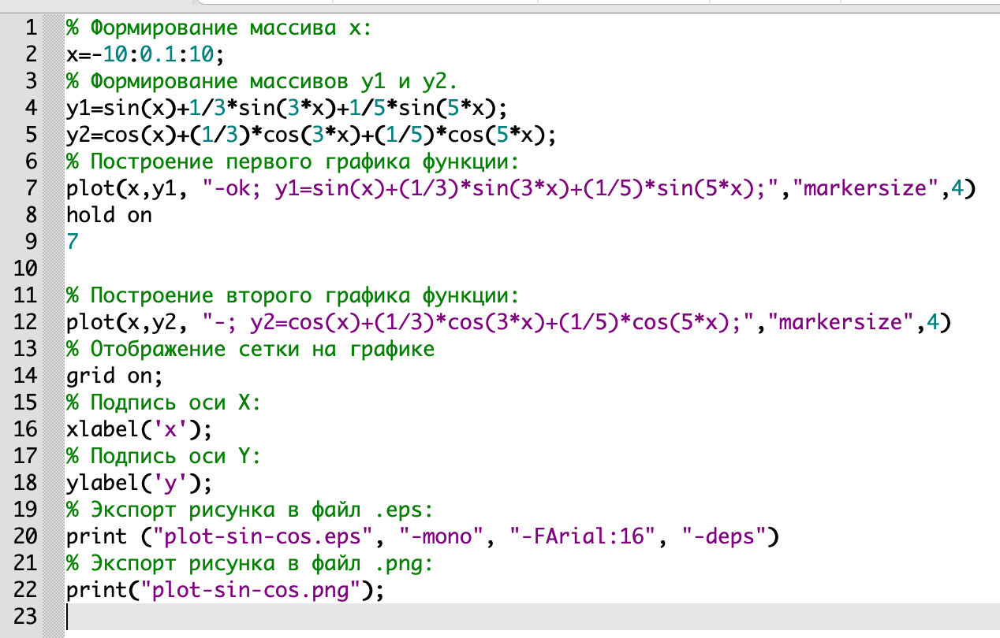 1 % Формирование массива x:
2 x=-10:0.1:10;
3 % Формирование массивов y1 и y2.
4 y1=sin(x)+1/3*sin(3*x)+1/5*sin(5*x);
5 y2=cos(x)+(1/3)*cos(3*x)+(1/5)*cos(5*x);
6 % Построение первого графика функции:
7 plot(x,y1, "-ok; y1=sin(x)+(1/3)*sin(3*x)+(1/5)*sin(5*x);","markersize",4)
8 hold on
9 7
10
11 % Построение второго графика функции:
12 plot(x,y2, "-; y2=cos(x)+(1/3)*cos(3*x)+(1/5)*cos(5*x);","markersize",4)
13 % Отображение сетки на графике
14 grid on;
15 % Подпись оси X:
16 xlabel('x');
17 % Подпись оси Y:
18 ylabel('y');
19 % Экспорт рисунка в файл .eps:
20 print ("plot-sin-cos.eps", "-mono", "-FArial:16", "-deps")
21 % Экспорт рисунка в файл .png:
22 print("plot-sin-cos.png");
23